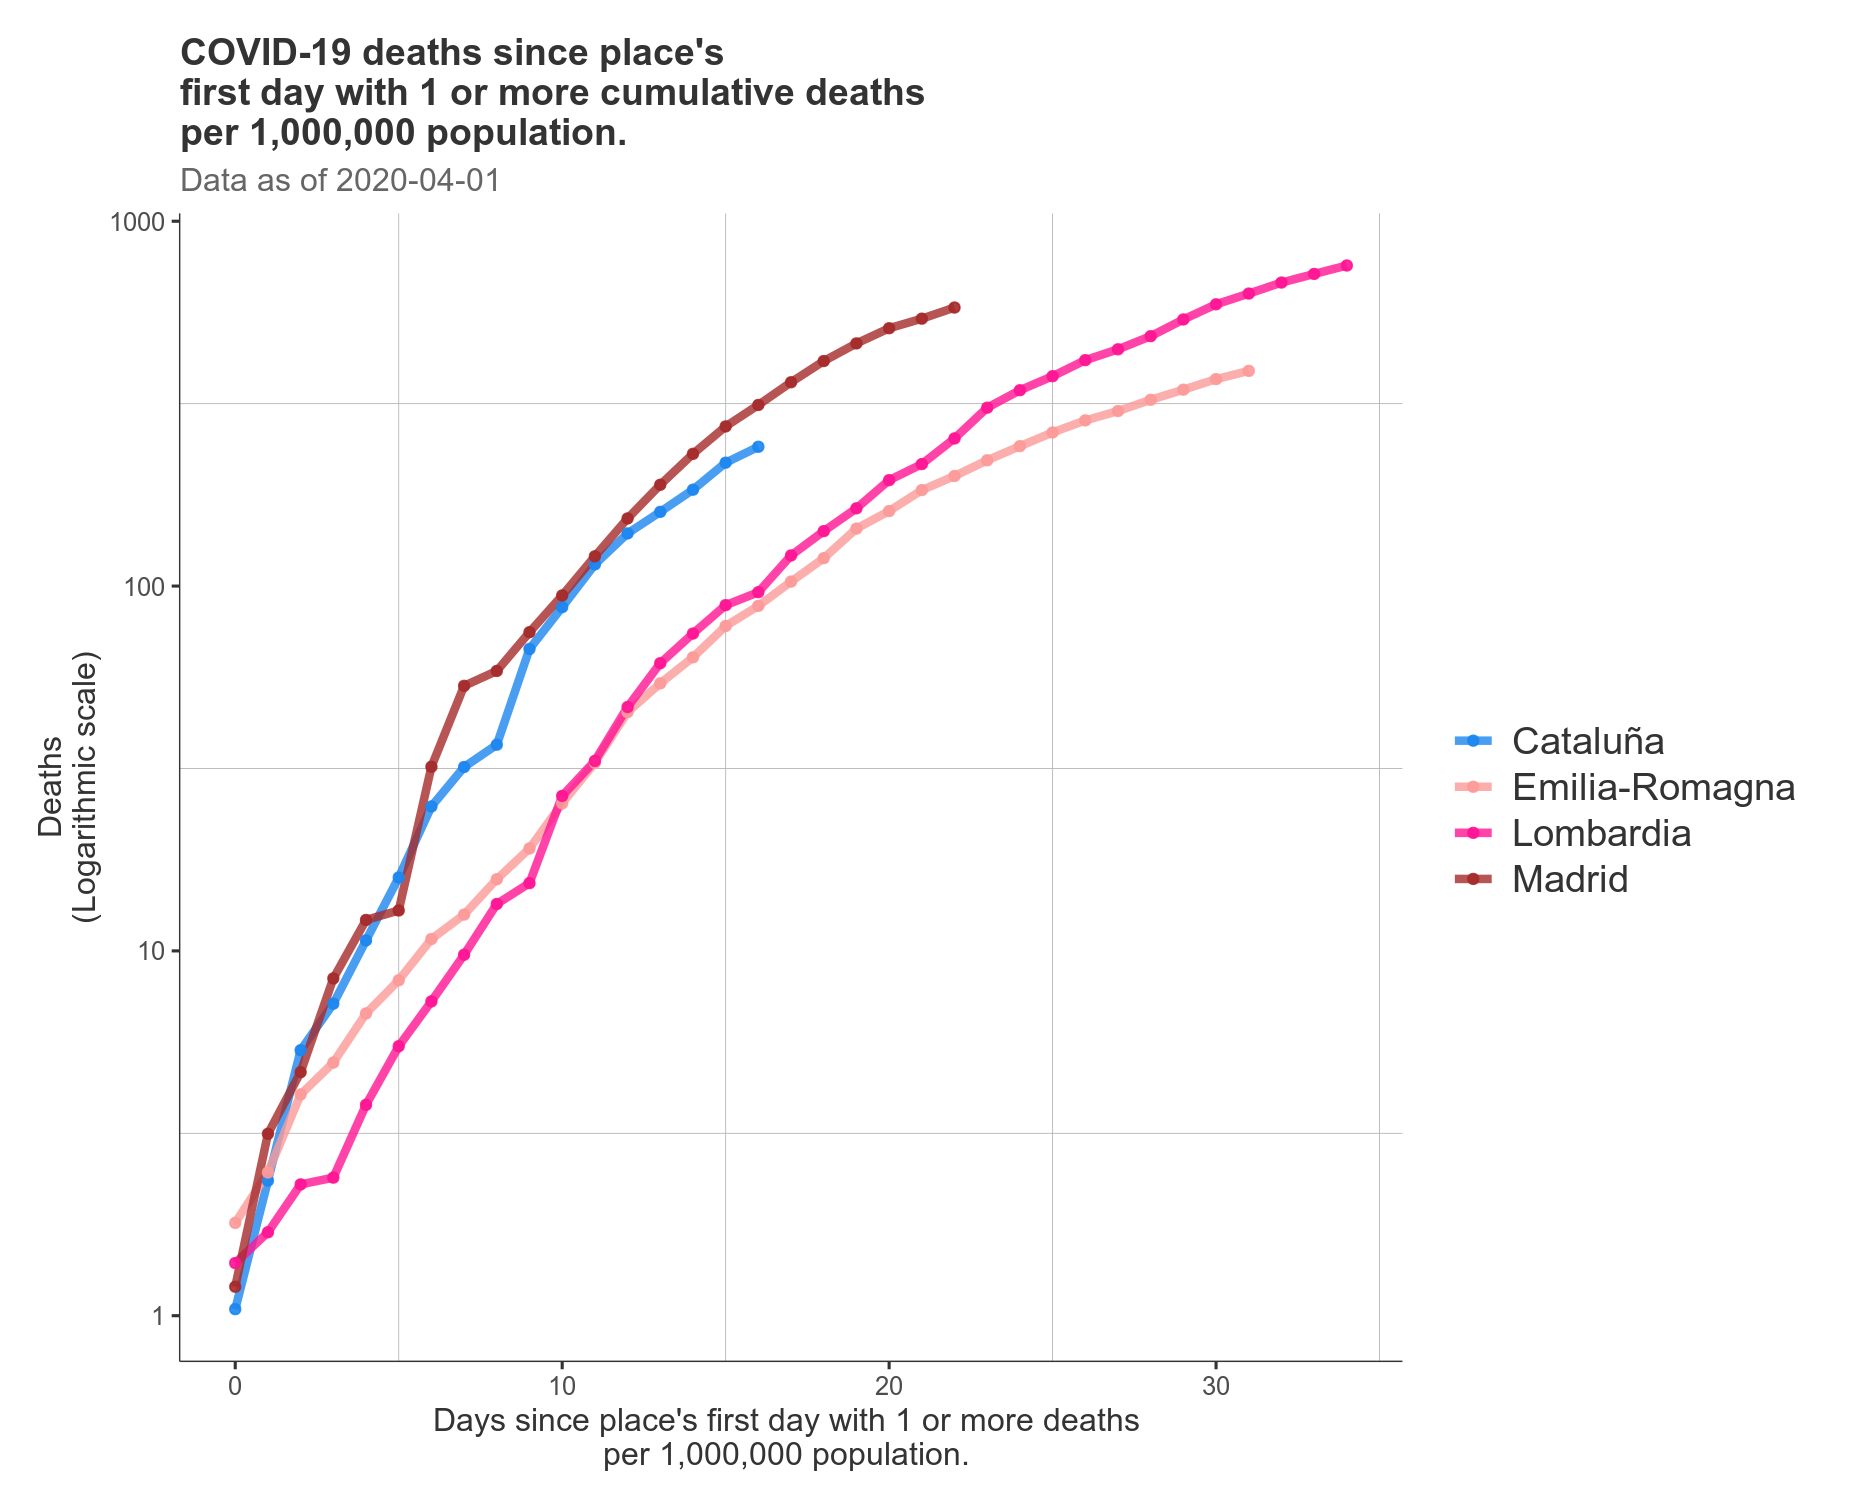 COVID-19 deaths since place's
first day with 1 or more cumulative deaths
per 1,000,000 population.
Data as of 2020-04-01
1000
100
10
1
Deaths
(Logarithmic scale)
0
10
20
30
Days since place's first day with 1 or more deaths
per 1,000,000 population.
Cataluña
Emilia-Romagna
Lombardia
Madrid